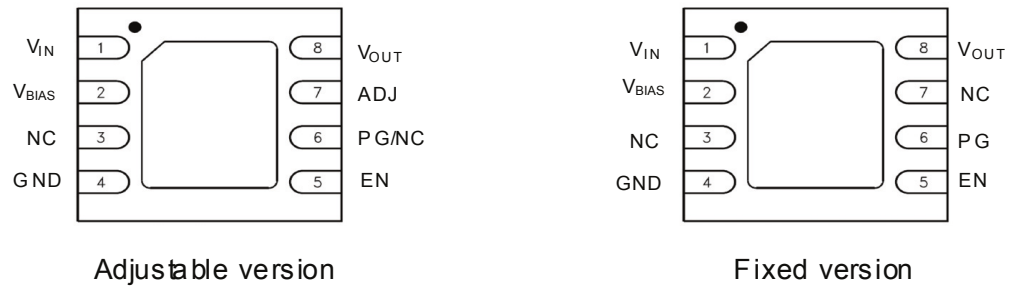 VIN 1 8 VOUT
VBIAS 2 7 ADJ
NC 3 6 PG/NC
GND 4 5 EN
Adjustable version
VIN 1 8 VOUT
VBIAS 2 7 NC
NC 3 6 PG
GND 4 5 EN
Fixed version